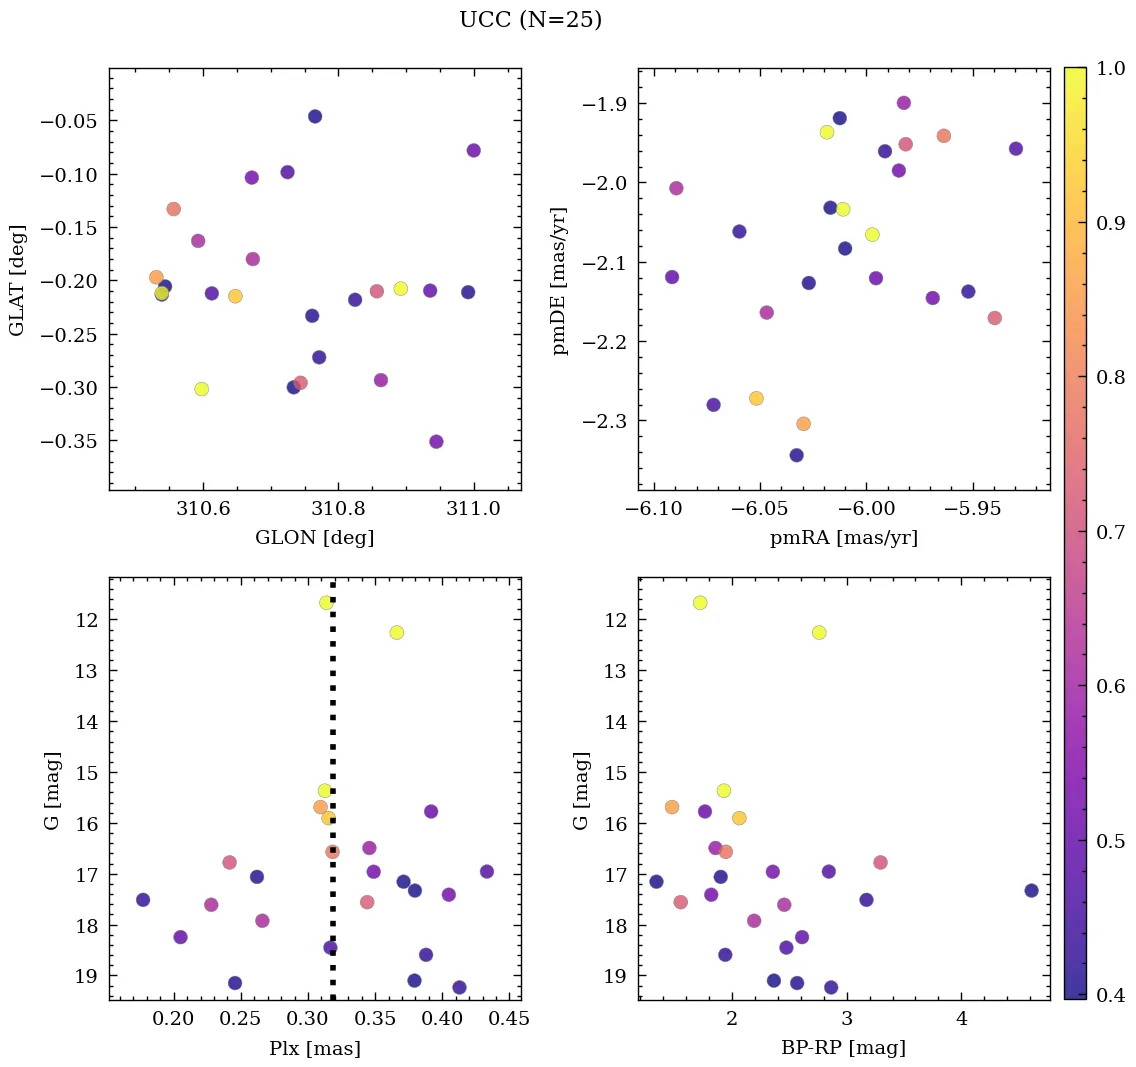 UCC (N=25)
−0.05
−0.10
−0.15
−0.20
−0.25
−0.30
−0.35
GLAT [deg]
310.6 310.8 311.0
GLON [deg]
−1.9
−2.0
−2.1
−2.2
−2.3
pmDE [mas/yr]
−6.10 −6.05 −6.00 −5.95
pmRA [mas/yr]
12
13
14
15
16
17
18
19
G [mag]
0.20 0.25 0.30 0.35 0.40 0.45
Plx [mas]
12
13
14
15
16
17
18
19
G [mag]
2 3 4
BP-RP [mag]
1.0
0.9
0.8
0.7
0.6
0.5
0.4